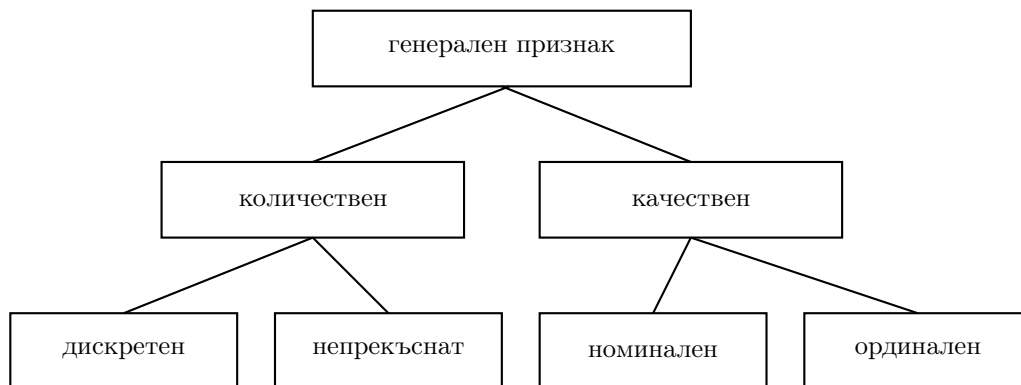 генерален признак
количествен
качествен
дискретен
непрекъснат
номинален
ординален